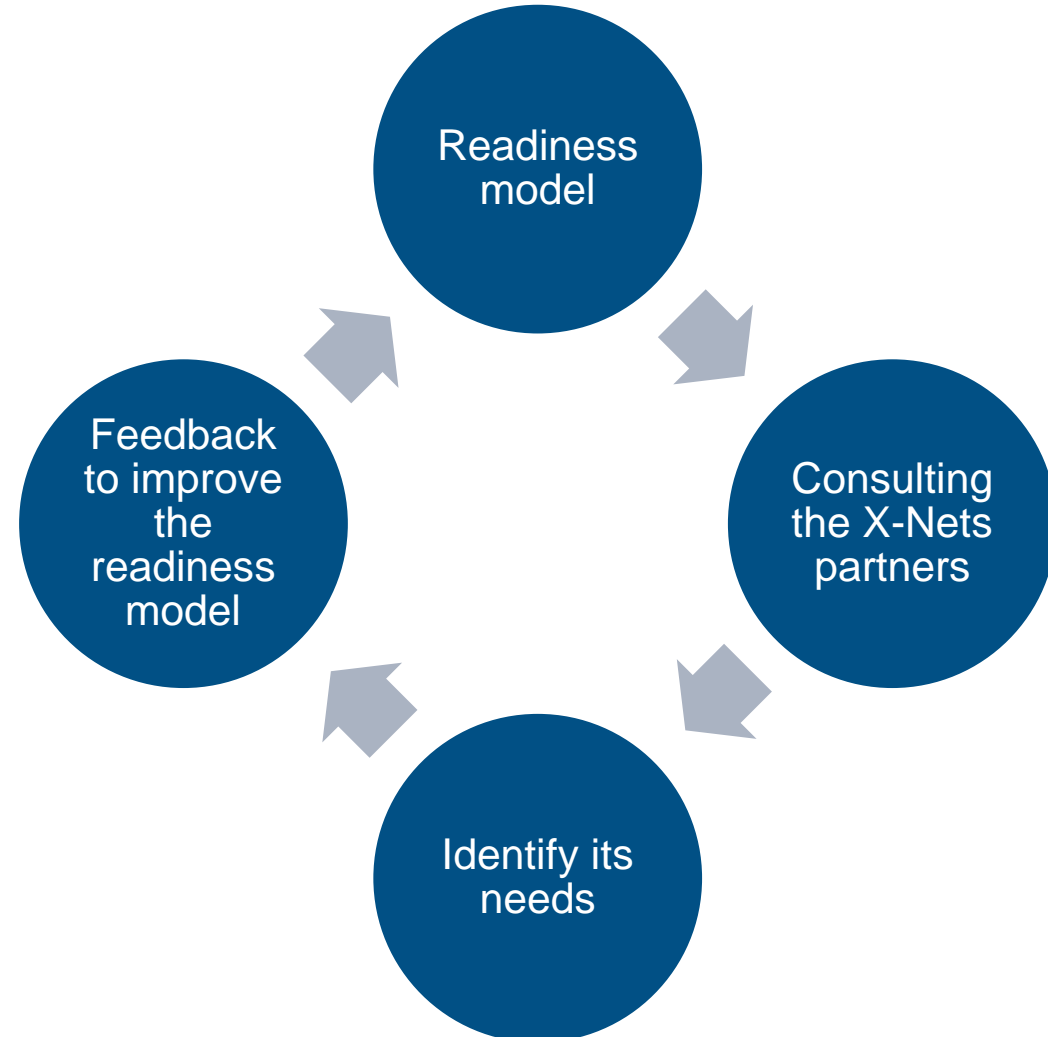 Readiness
model
Consulting
the X-Nets
partners
Identify its
needs
Feedback
to improve
the
readiness
model